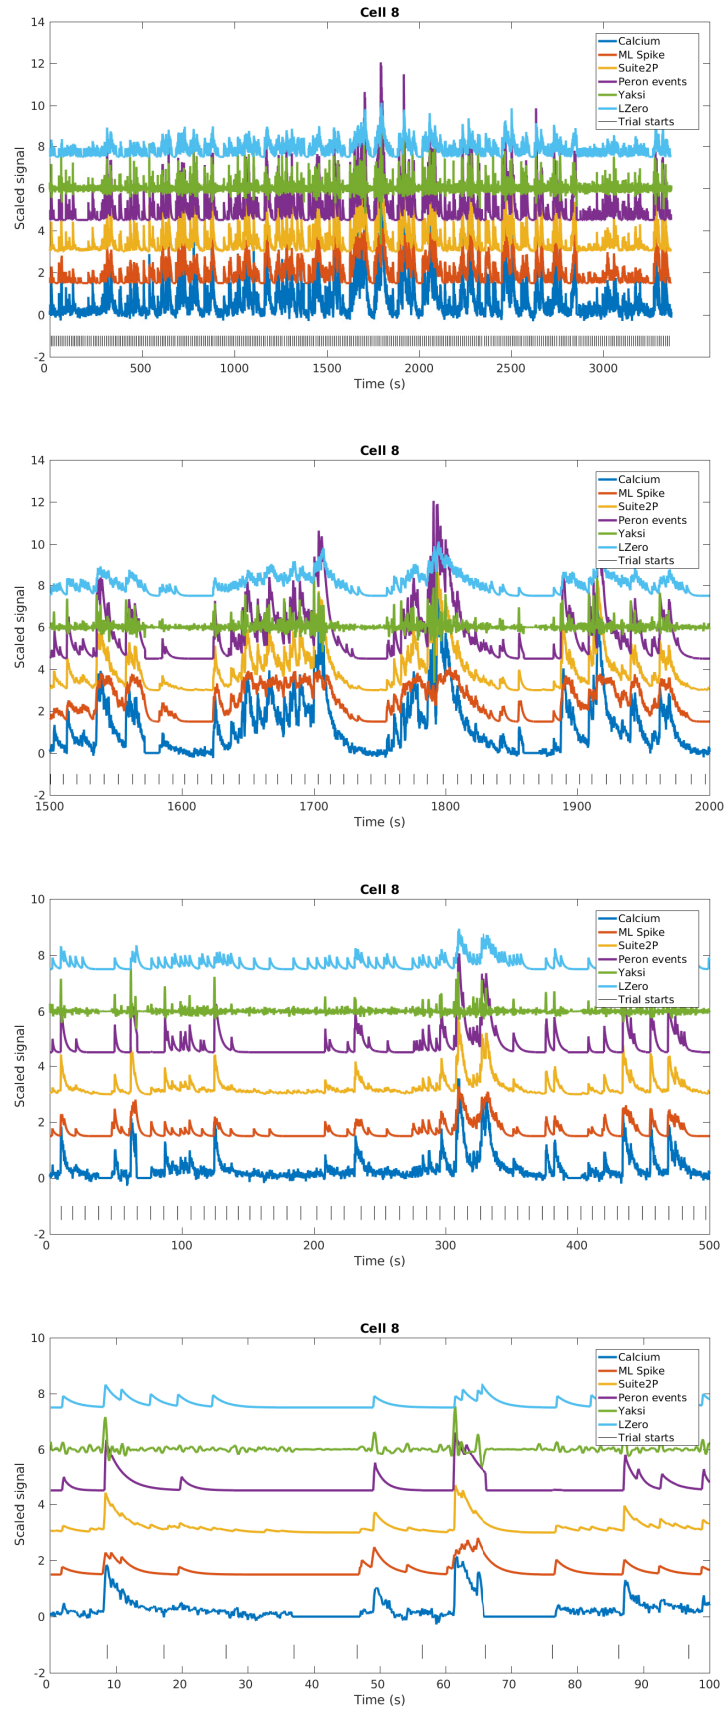 Cell 8
14
12
10
8
6
4
2
0
-2
Scaled signal
Calcium
ML Spike
Suite2P
Peron events
Yaksi
LZero
Trial starts
0 500 1000 1500 2000 2500 3000
Time (s)
Cell 8
14
12
10
8
6
4
2
0
-2
Scaled signal
Calcium
ML Spike
Suite2P
Peron events
Yaksi
LZero
Trial starts
1500 1600 1700 1800 1900 2000
Time (s)
Cell 8
10
8
6
4
2
0
-2
Scaled signal
Calcium
ML Spike
Suite2P
Peron events
Yaksi
LZero
Trial starts
0 100 200 300 400 500
Time (s)
Cell 8
10
8
6
4
2
0
-2
Scaled signal
Calcium
ML Spike
Suite2P
Peron events
Yaksi
LZero
Trial starts
0 10 20 30 40 50 60 70 80 90 100
Time (s)